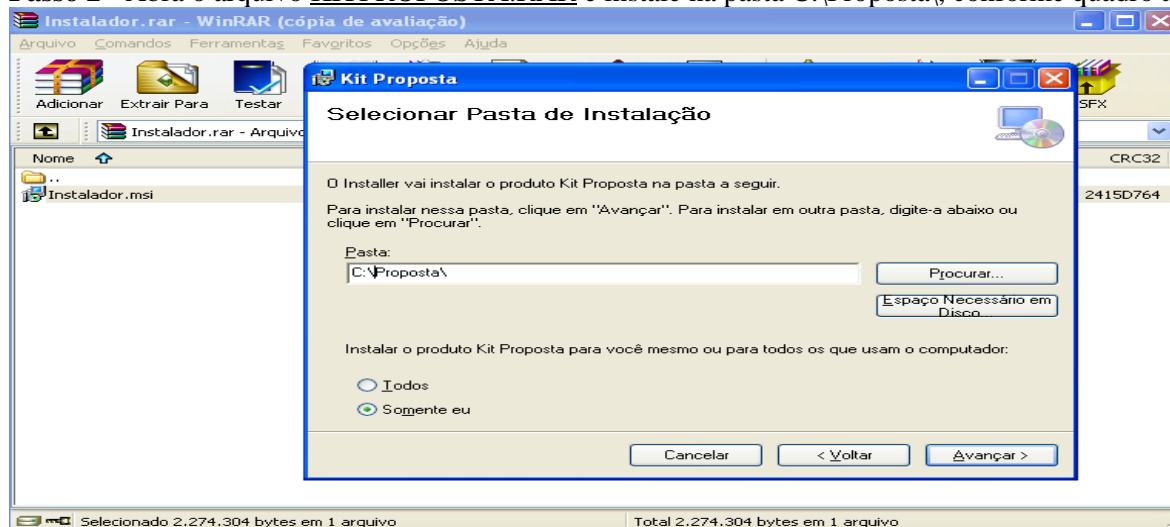 Instalador.rar - WinRAR (cópia de avaliação)
Arquivo Comandos Ferramentas Favoritos Opções Ajuda
Adicionar Extrair Para Testar SFX
Instalador.rar - Arquivo
Nome CRC32
..
Instalador.msi 2415D764
Kit Proposta
Selecionar Pasta de Instalação
O Installer vai instalar o produto Kit Proposta na pasta a seguir.
Para instalar nessa pasta, clique em "Avançar". Para instalar em outra pasta, digite-a abaixo ou
clique em "Procurar".
Pasta:
C:\Proposta\
Procurar...
Espaço Necessário em
Disco...
Instalar o produto Kit Proposta para você mesmo ou para todos os que usam o computador:
Todos
Somente eu
Cancelar < Voltar Avançar >
Selecionado 2.274.304 bytes em 1 arquivo Total 2.274.304 bytes em 1 arquivo